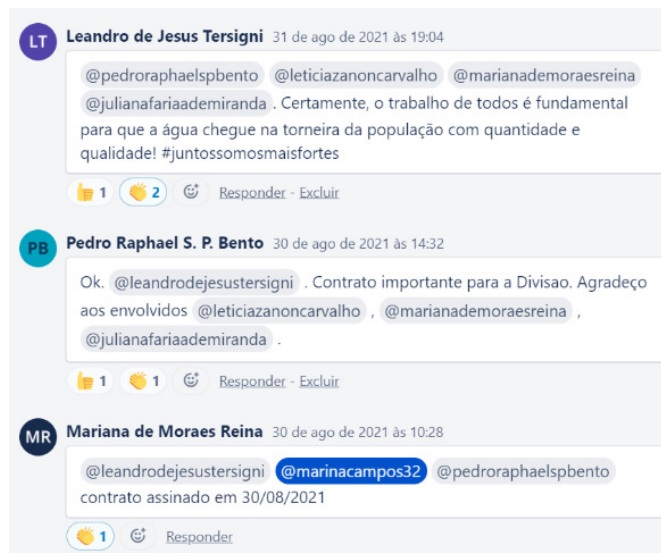 LT
Leandro de Jesus Tersigni 31 de ago de 2021 às 19:04
@pedroraphaelspbento @leticiazanoncarvalho @marianademoraesreina
@julianafariaademiranda . Certamente, o trabalho de todos é fundamental
para que a água chegue na torneira da população com quantidade e
qualidade! #juntossomosmaisfortes
1 2 Responder - Excluir
PB
Pedro Raphael S. P. Bento 30 de ago de 2021 às 14:32
Ok. @leandrodejesustersigni . Contrato importante para a Divisao. Agradeço
aos envolvidos @leticiazanoncarvalho , @marianademoraesreina ,
@julianafariaademiranda .
1 1 Responder - Excluir
MR
Mariana de Moraes Reina 30 de ago de 2021 às 10:28
@leandrodejesustersigni @marinacampos32 @pedroraphaelspbento
contrato assinado em 30/08/2021
1 Responder